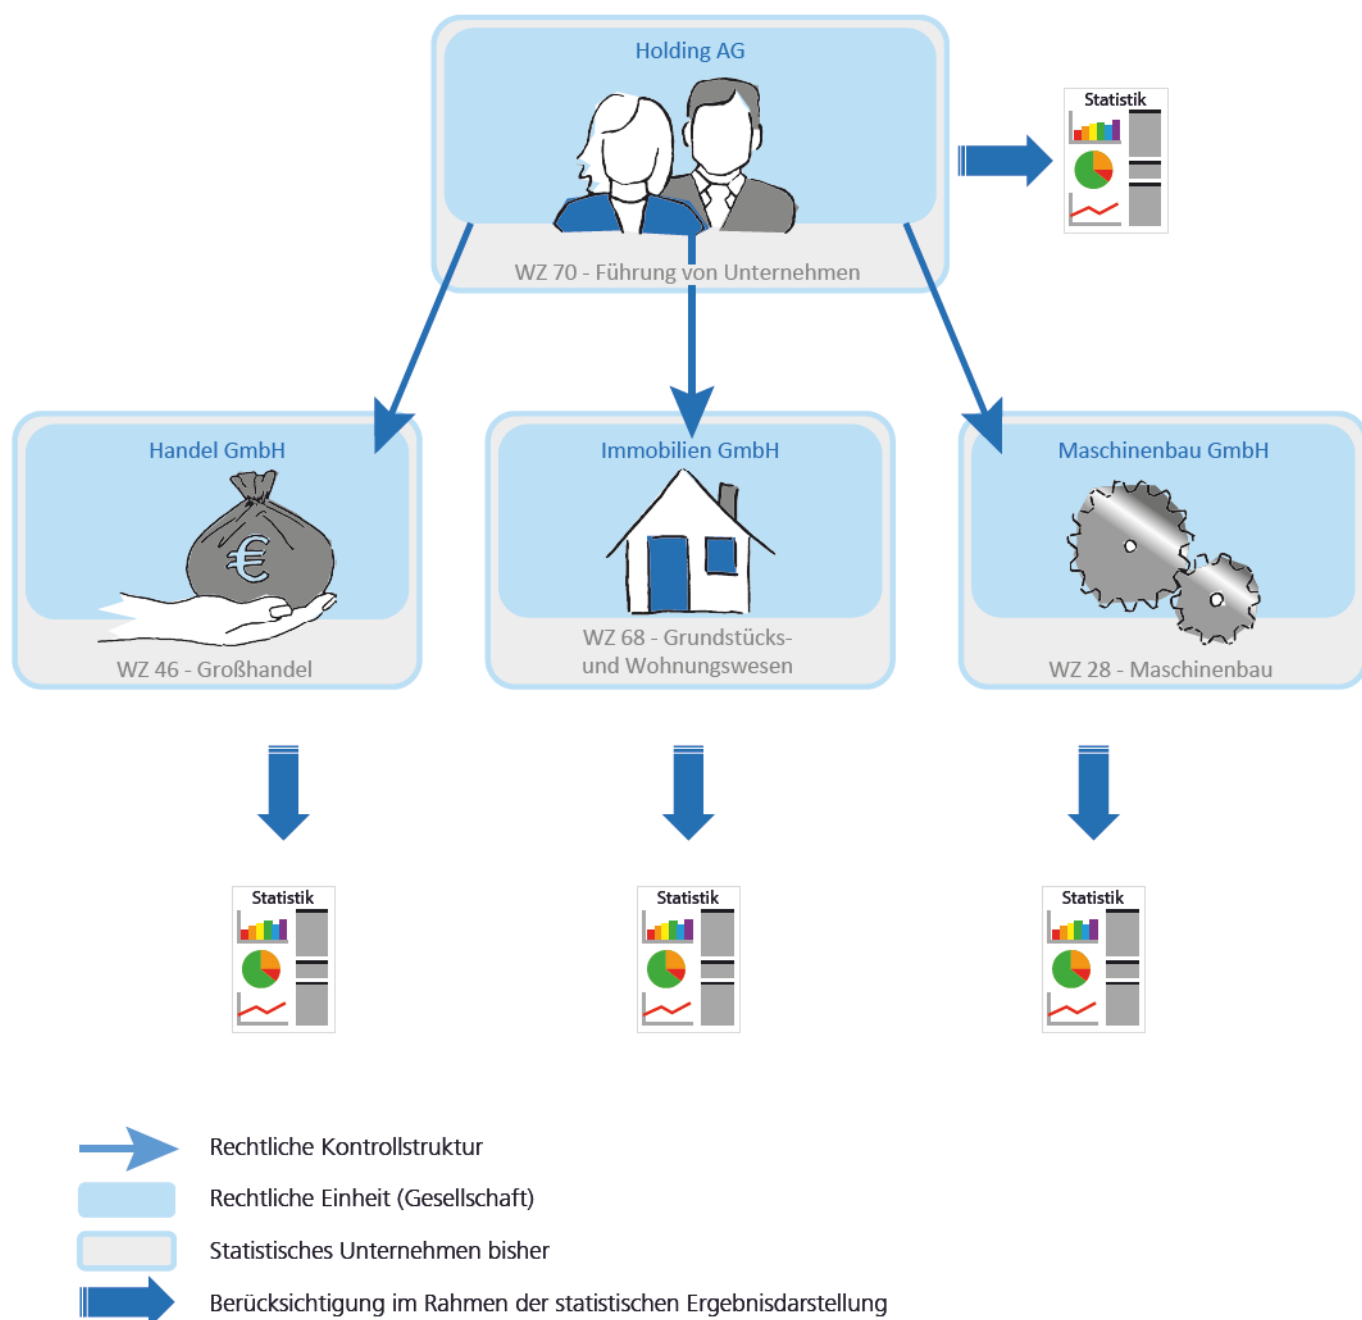 Holding AG
Statistik
WZ 70 - Führung von Unternehmen
Handel GmbH
€
WZ 46 - Großhandel
Immobilien GmbH
WZ 68 - Grundstücks-
und Wohnungswesen
Maschinenbau GmbH
WZ 28 - Maschinenbau
Statistik
Statistik
Statistik
Rechtliche Kontrollstruktur
Rechtliche Einheit (Gesellschaft)
Statistisches Unternehmen bisher
Berücksichtigung im Rahmen der statistischen Ergebnisdarstellung